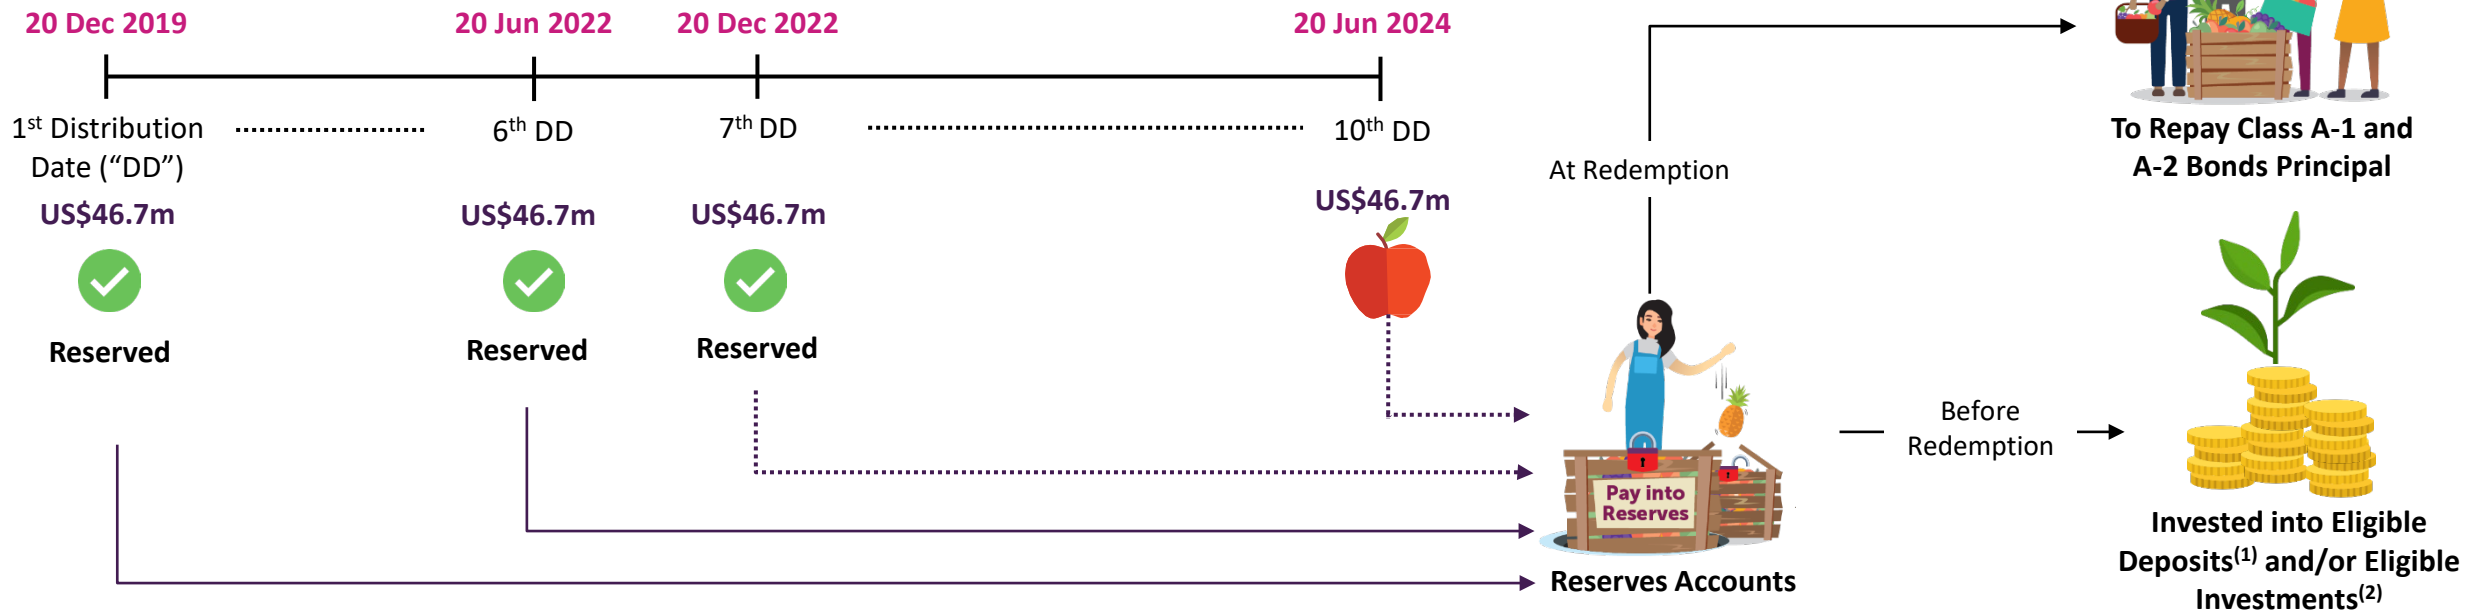 20 Dec 2019
20 Jun 2022
20 Dec 2022
20 Jun 2024
1st Distribution
Date (“DD”)
6th DD
7th DD
10th DD
US$46.7m
US$46.7m
US$46.7m
US$46.7m
Reserved
Reserved
Reserved
At Redemption
To Repay Class A-1 and
A-2 Bonds Principal
Pay into
Reserves
Reserves Accounts
Before
Redemption
Invested into Eligible
Deposits(1) and/or Eligible
Investments(2)